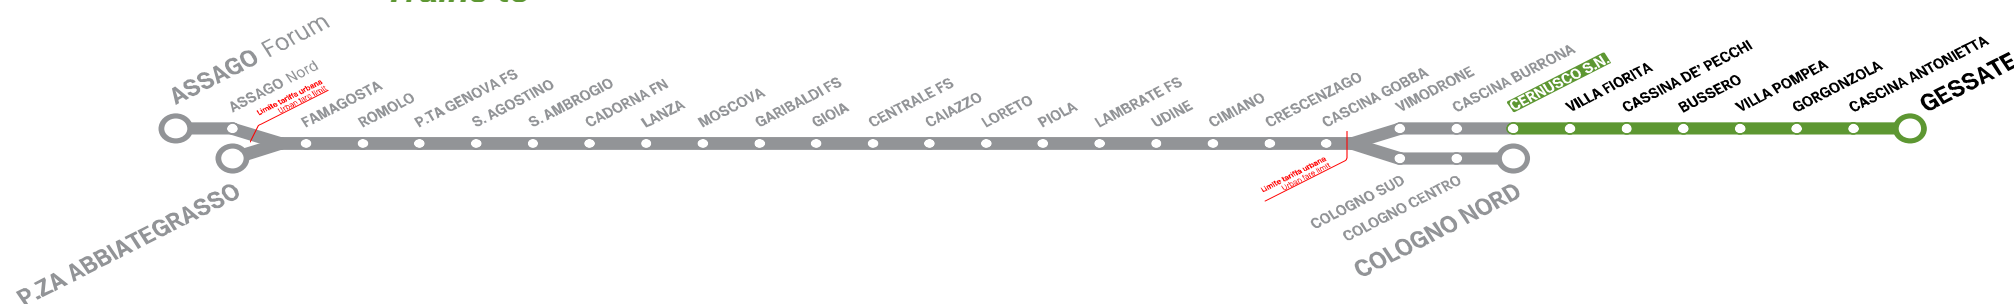 Trains to
ASSAGO Forum
ASSAGO Nord
Limite tariffa urbana
Urban fare limit
P.ZA ABBIATEGRASSO
FAMAGOSTA
ROMOLO
P.TA GENOVA FS
S. AGOSTINO
S. AMBROGIO
CADORNA FN
LANZA
MOSCOVA
GARIBALDI FS
GIOIA
CENTRALE FS
CAIAZZO
LORETO
PIOLA
LAMBRATE FS
UDINE
CIMIANO
CRESCENZAGO
CASCINA GOBBA
Limite tariffa urbana
Urban fare limit
VIMODRONE
CASCINA BURRONA
CERNUSCO S.N.
VILLA FIORITA
CASSINA DE' PECCHI
BUSSERO
VILLA POMPEA
GORGONZOLA
CASCINA ANTONIETTA
GESSATE
COLOGNO SUD
COLOGNO CENTRO
COLOGNO NORD